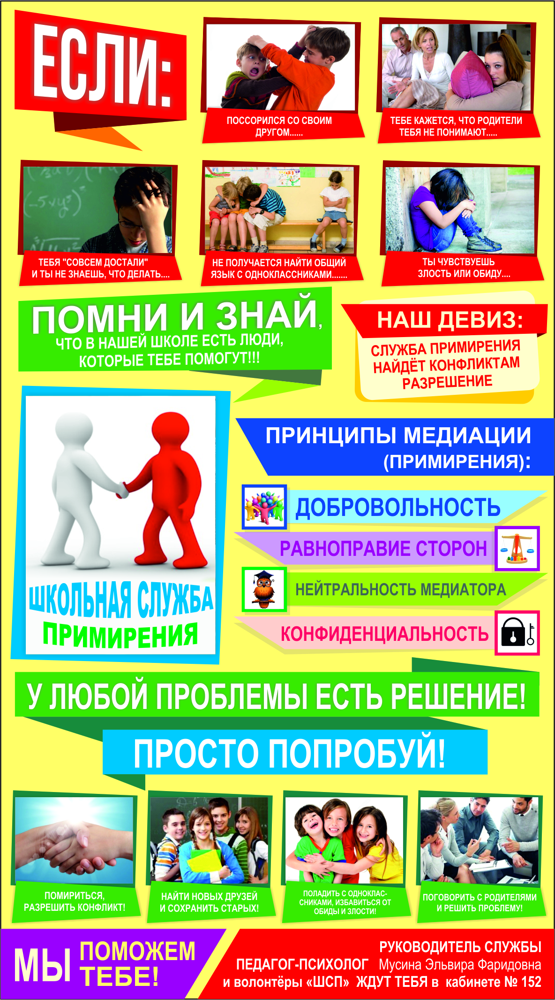 ЕСЛИ:
ПОССОРИЛСЯ СО СВОИМ
ДРУГОМ......
ТЕБЕ КАЖЕТСЯ, ЧТО РОДИТЕЛИ
ТЕБЯ НЕ ПОНИМАЮТ.....
ТЕБЯ "СОВСЕМ ДОСТАЛИ"
И ТЫ НЕ ЗНАЕШЬ, ЧТО ДЕЛАТЬ....
НЕ ПОЛУЧАЕТСЯ НАЙТИ ОБЩИЙ
ЯЗЫК С ОДНОКЛАССНИКАМИ.......
ТЫ ЧУВСТВУЕШЬ
ЗЛОСТЬ ИЛИ ОБИДУ....
ПОМНИ И ЗНАЙ,
ЧТО В НАШЕЙ ШКОЛЕ ЕСТЬ ЛЮДИ,
КОТОРЫЕ ТЕБЕ ПОМОГУТ!!!
НАШ ДЕВИЗ:
СЛУЖБА ПРИМИРЕНИЯ
НАЙДЁТ КОНФЛИКТАМ
РАЗРЕШЕНИЕ
ШКОЛЬНАЯ СЛУЖБА
ПРИМИРЕНИЯ
ПРИНЦИПЫ МЕДИАЦИИ
(ПРИМИРЕНИЯ):
ДОБРОВОЛЬНОСТЬ
РАВНОПРАВИЕ СТОРОН
НЕЙТРАЛЬНОСТЬ МЕДИАТОРА
КОНФИДЕНЦИАЛЬНОСТЬ
У ЛЮБОЙ ПРОБЛЕМЫ ЕСТЬ РЕШЕНИЕ!
ПРОСТО ПОПРОБУЙ!
ПОМИРИТЬСЯ,
РАЗРЕШИТЬ КОНФЛИКТ!
НАЙТИ НОВЫХ ДРУЗЕЙ
И СОХРАНИТЬ СТАРЫХ!
ПОЛАДИТЬ С ОДНОКЛАС-
СНИКАМИ, ИЗБАВИТЬСЯ ОТ
ОБИДЫ И ЗЛОСТИ!
ПОГОВОРИТЬ С РОДИТЕЛЯМИ
И РЕШИТЬ ПРОБЛЕМУ!
МЫ ПОМОЖЕМ
ТЕБЕ!
РУКОВОДИТЕЛЬ СЛУЖБЫ
ПЕДАГОГ-ПСИХОЛОГ Мусина Эльвира Фаридовна
и волонтёры «ШСП» ЖДУТ ТЕБЯ в кабинете № 152